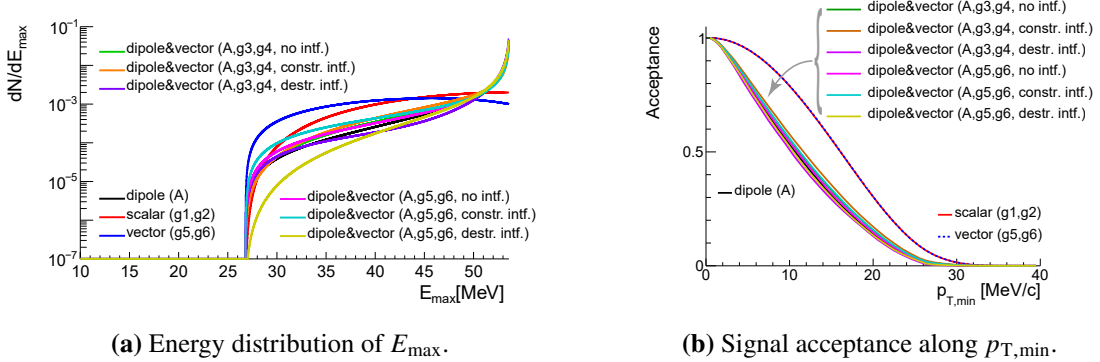 dN/dE_max
10^-1
10^-3
10^-5
10^-7
dipole&vector (A,g3,g4, no intf.)
dipole&vector (A,g3,g4, constr. intf.)
dipole&vector (A,g3,g4, destr. intf.)
dipole (A)
scalar (g1,g2)
vector (g5,g6)
dipole&vector (A,g5,g6, no intf.)
dipole&vector (A,g5,g6, constr. intf.)
dipole&vector (A,g5,g6, destr. intf.)
10 15 20 25 30 35 40 45 50
E_max[MeV]
(a) Energy distribution of E_max.
Acceptance
1
0.5
0
dipole&vector (A,g3,g4, no intf.)
dipole&vector (A,g3,g4, constr. intf.)
dipole&vector (A,g3,g4, destr. intf.)
dipole&vector (A,g5,g6, no intf.)
dipole&vector (A,g5,g6, constr. intf.)
dipole&vector (A,g5,g6, destr. intf.)
dipole (A)
scalar (g1,g2)
vector (g5,g6)
0 10 20 30 40
p_T,min [MeV/c]
(b) Signal acceptance along p_T,min.